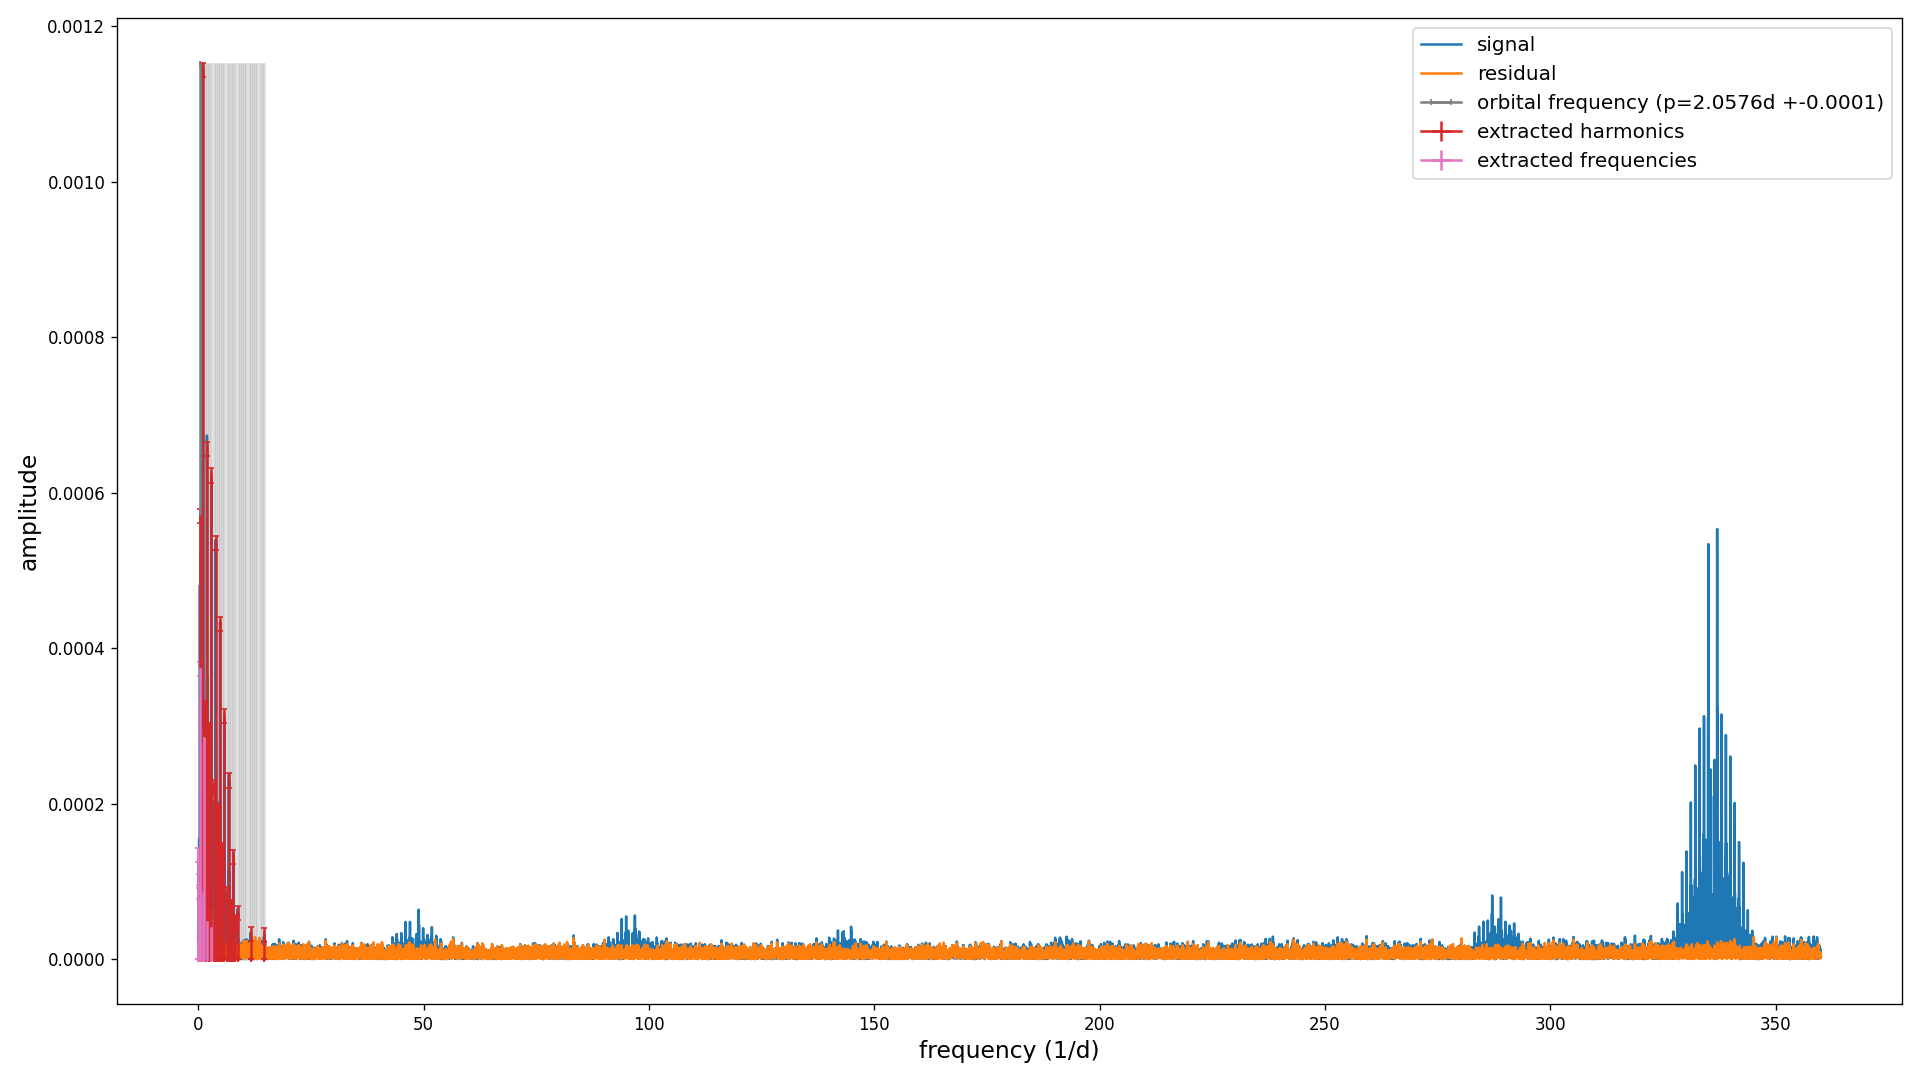 signal
residual
orbital frequency (p=2.0576d +-0.0001)
extracted harmonics
extracted frequencies
amplitude
0.0012
0.0010
0.0008
0.0006
0.0004
0.0002
0.0000
0 50 100 150 200 250 300 350
frequency (1/d)